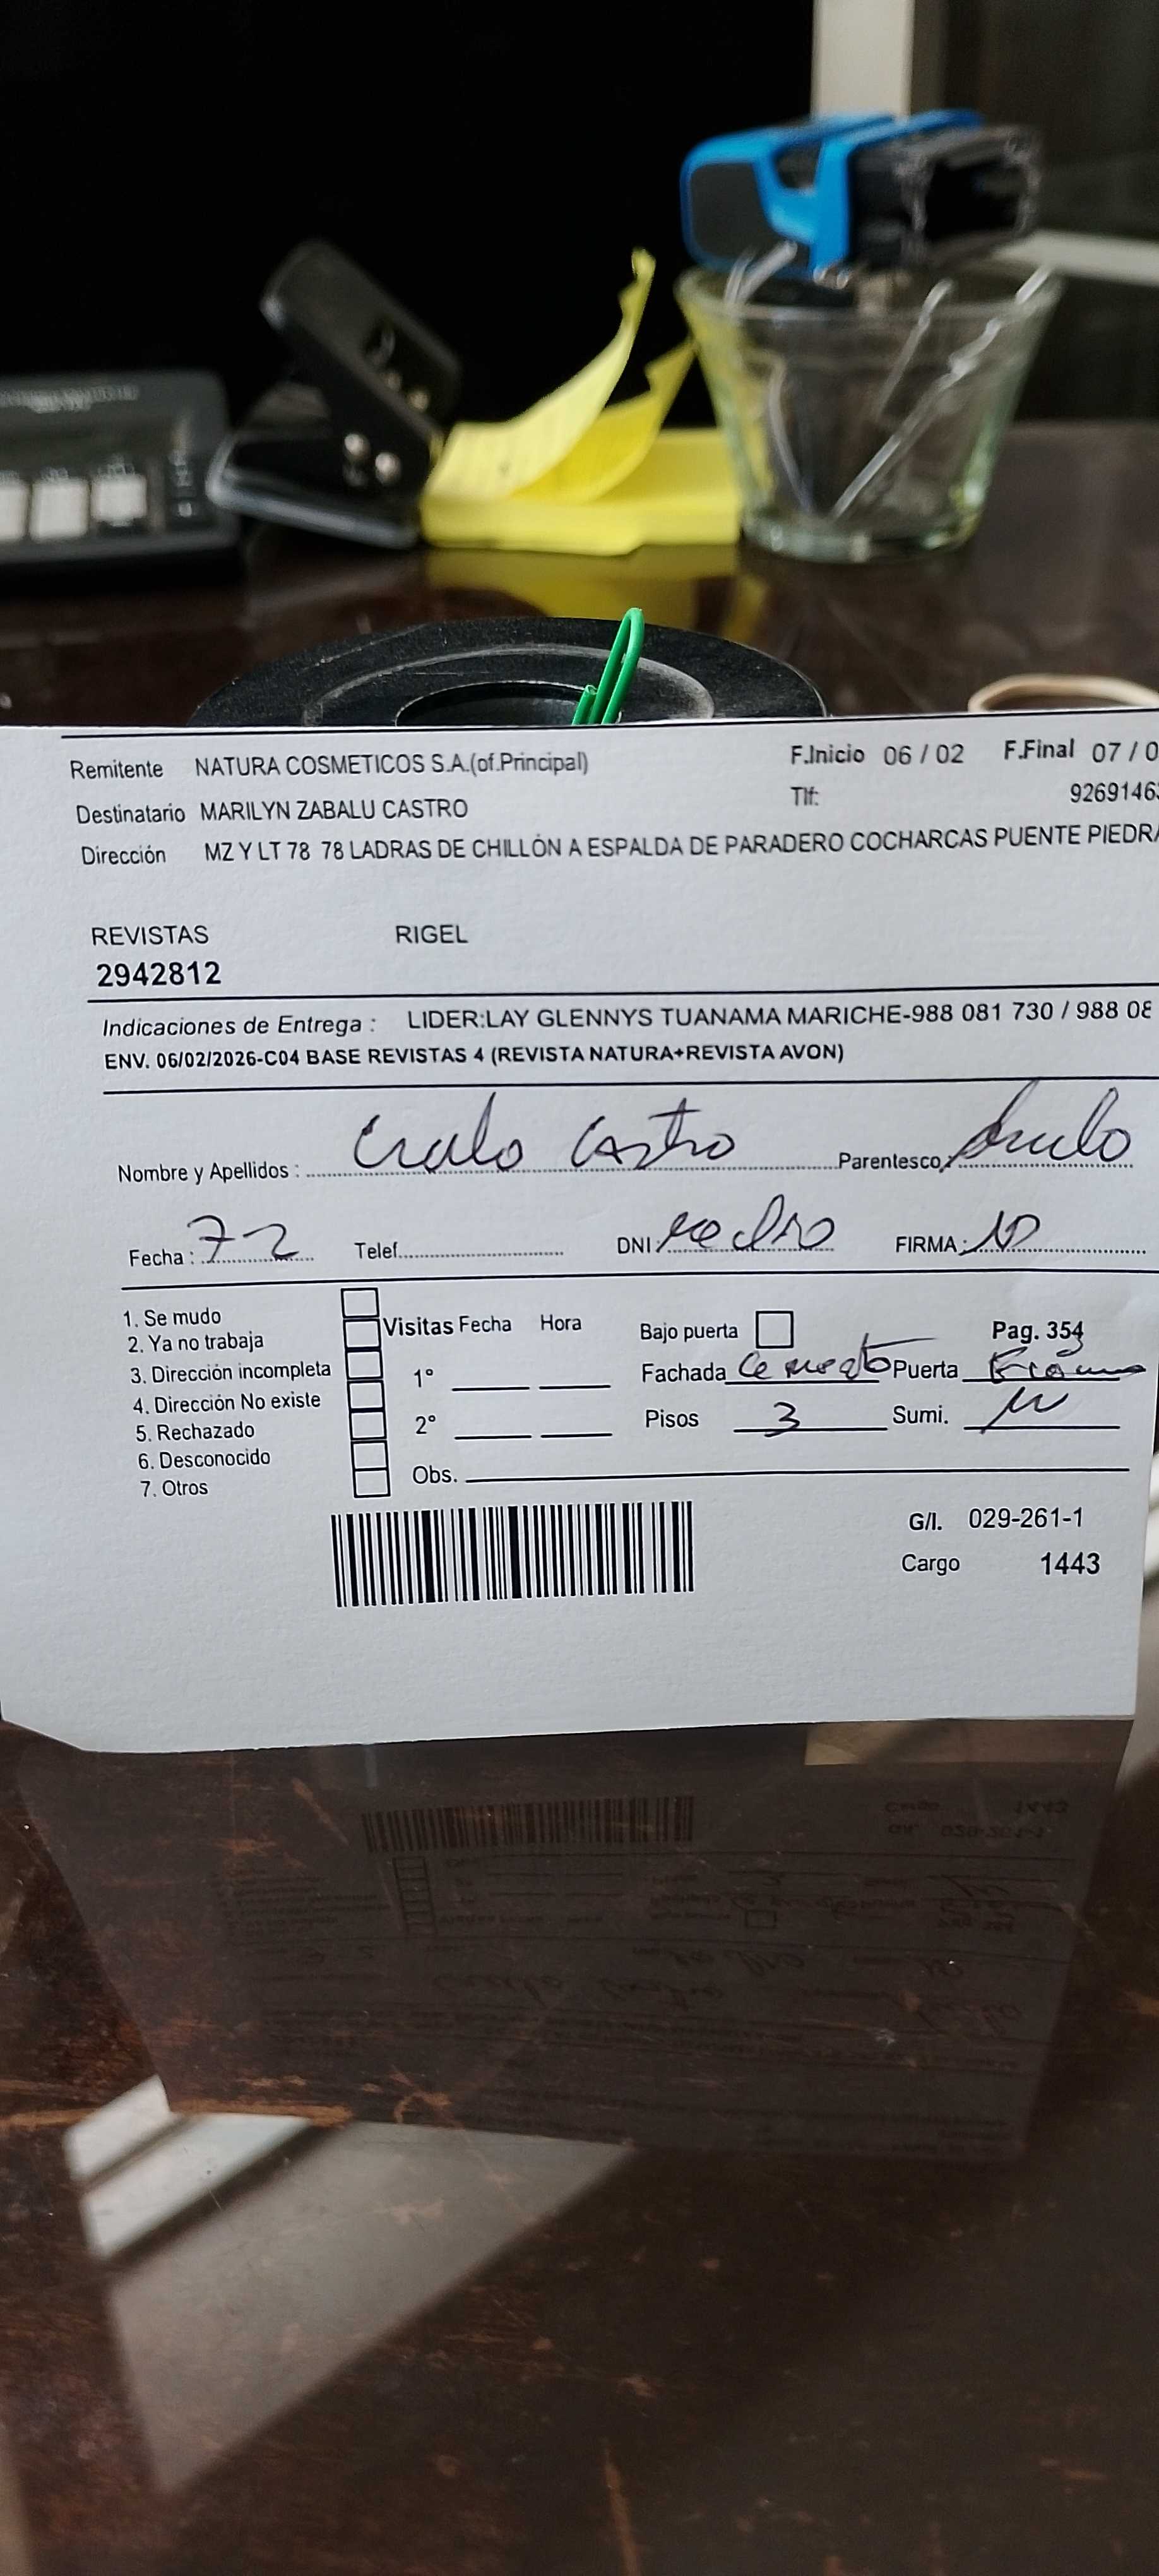 Remitente NATURA COSMETICOS S.A.(of.Principal) F.Inicio 06 / 02 F.Final 07 / 0
Destinatario MARILYN ZABALU CASTRO Tlf: 9269146
Dirección MZ Y LT 78 78 LADRAS DE CHILLÓN A ESPALDA DE PARADERO COCHARCAS PUENTE PIEDRA
REVISTAS RIGEL
2942812
Indicaciones de Entrega : LIDER:LAY GLENNYS TUANAMA MARICHE-988 081 730 / 988 08
ENV. 06/02/2026-C04 BASE REVISTAS 4 (REVISTA NATURA+REVISTA AVON)
Nombre y Apellidos : Castro Parentesco:
Fecha : 7-2 Telef. DNI: FIRMA:
1. Se mudo
2. Ya no trabaja Visitas Fecha Hora Bajo puerta Pag. 354
3. Dirección incompleta 1° Fachada Cemento Puerta
4. Dirección No existe
5. Rechazado 2° Pisos 3 Sumi.
6. Desconocido
7. Otros Obs.
G/I. 029-261-1
Cargo 1443